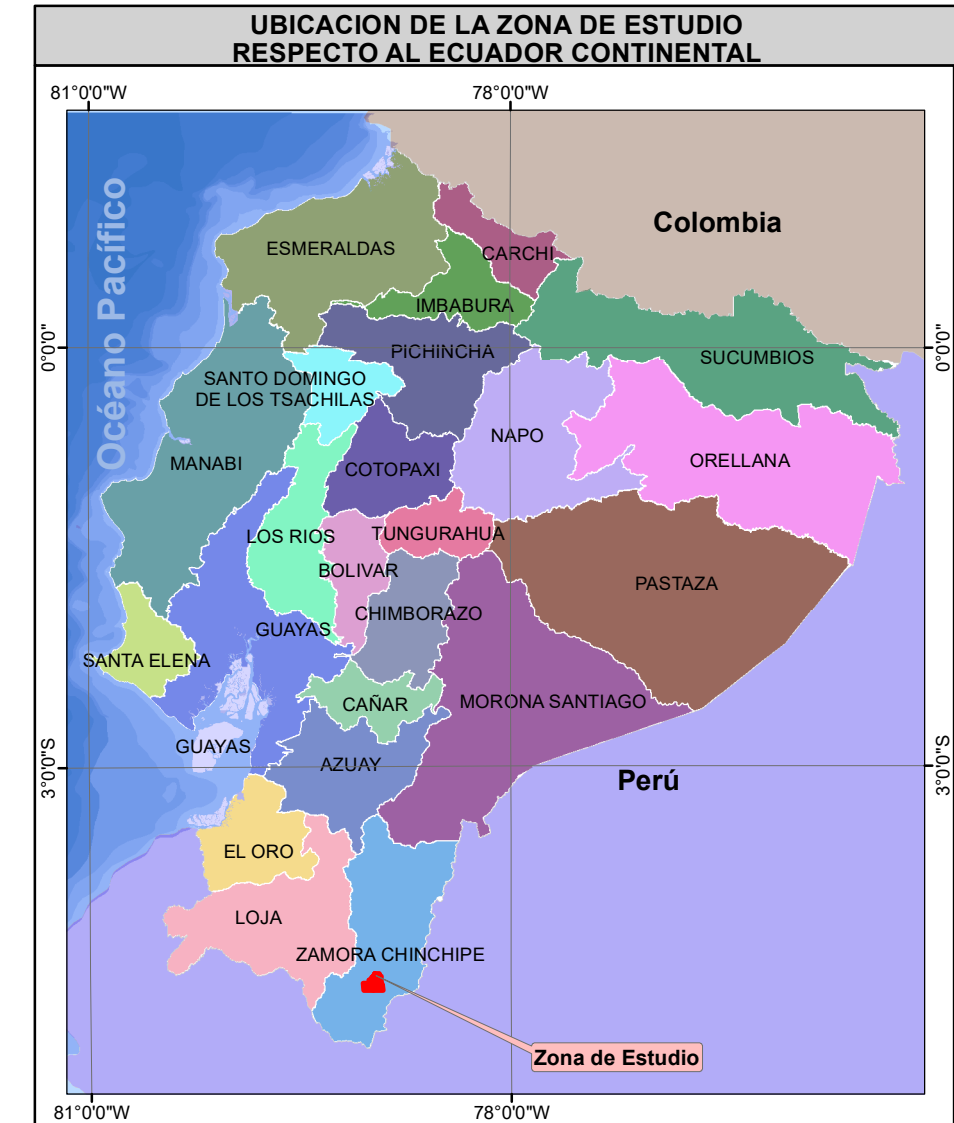 UBICACION DE LA ZONA DE ESTUDIO
RESPECTO AL ECUADOR CONTINENTAL
81°0'0"W
78°0'0"W
Océano Pacífico
Colombia
ESMERALDAS
CARCHI
IMBABURA
0°0'0"
0°0'0"
PICHINCHA
SUCUMBIOS
SANTO DOMINGO
DE LOS TSACHILAS
NAPO
MANABI
COTOPAXI
ORELLANA
LOS RIOS
TUNGURAHUA
BOLIVAR
PASTAZA
CHIMBORAZO
GUAYAS
SANTA ELENA
CAÑAR
MORONA SANTIAGO
GUAYAS
AZUAY
3°0'0"S
3°0'0"S
Perú
EL ORO
LOJA
ZAMORA CHINCHIPE
Zona de Estudio
81°0'0"W
78°0'0"W